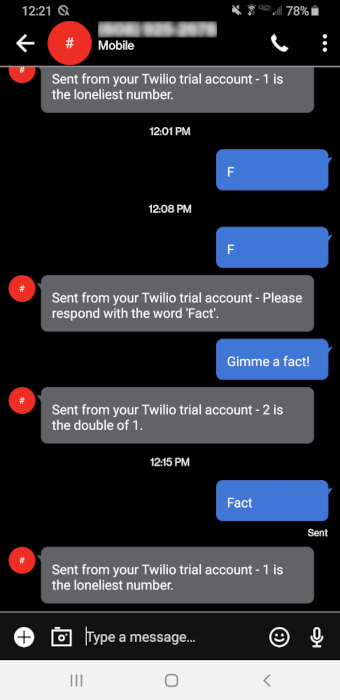 12:21
78%
#
Mobile
#
Sent from your Twilio trial account - 1 is
the loneliest number.
12:01 PM
F
12:08 PM
F
#
Sent from your Twilio trial account - Please
respond with the word 'Fact'.
Gimme a fact!
#
Sent from your Twilio trial account - 2 is
the double of 1.
12:15 PM
Fact
Sent
#
Sent from your Twilio trial account - 1 is
the loneliest number.
Type a message...